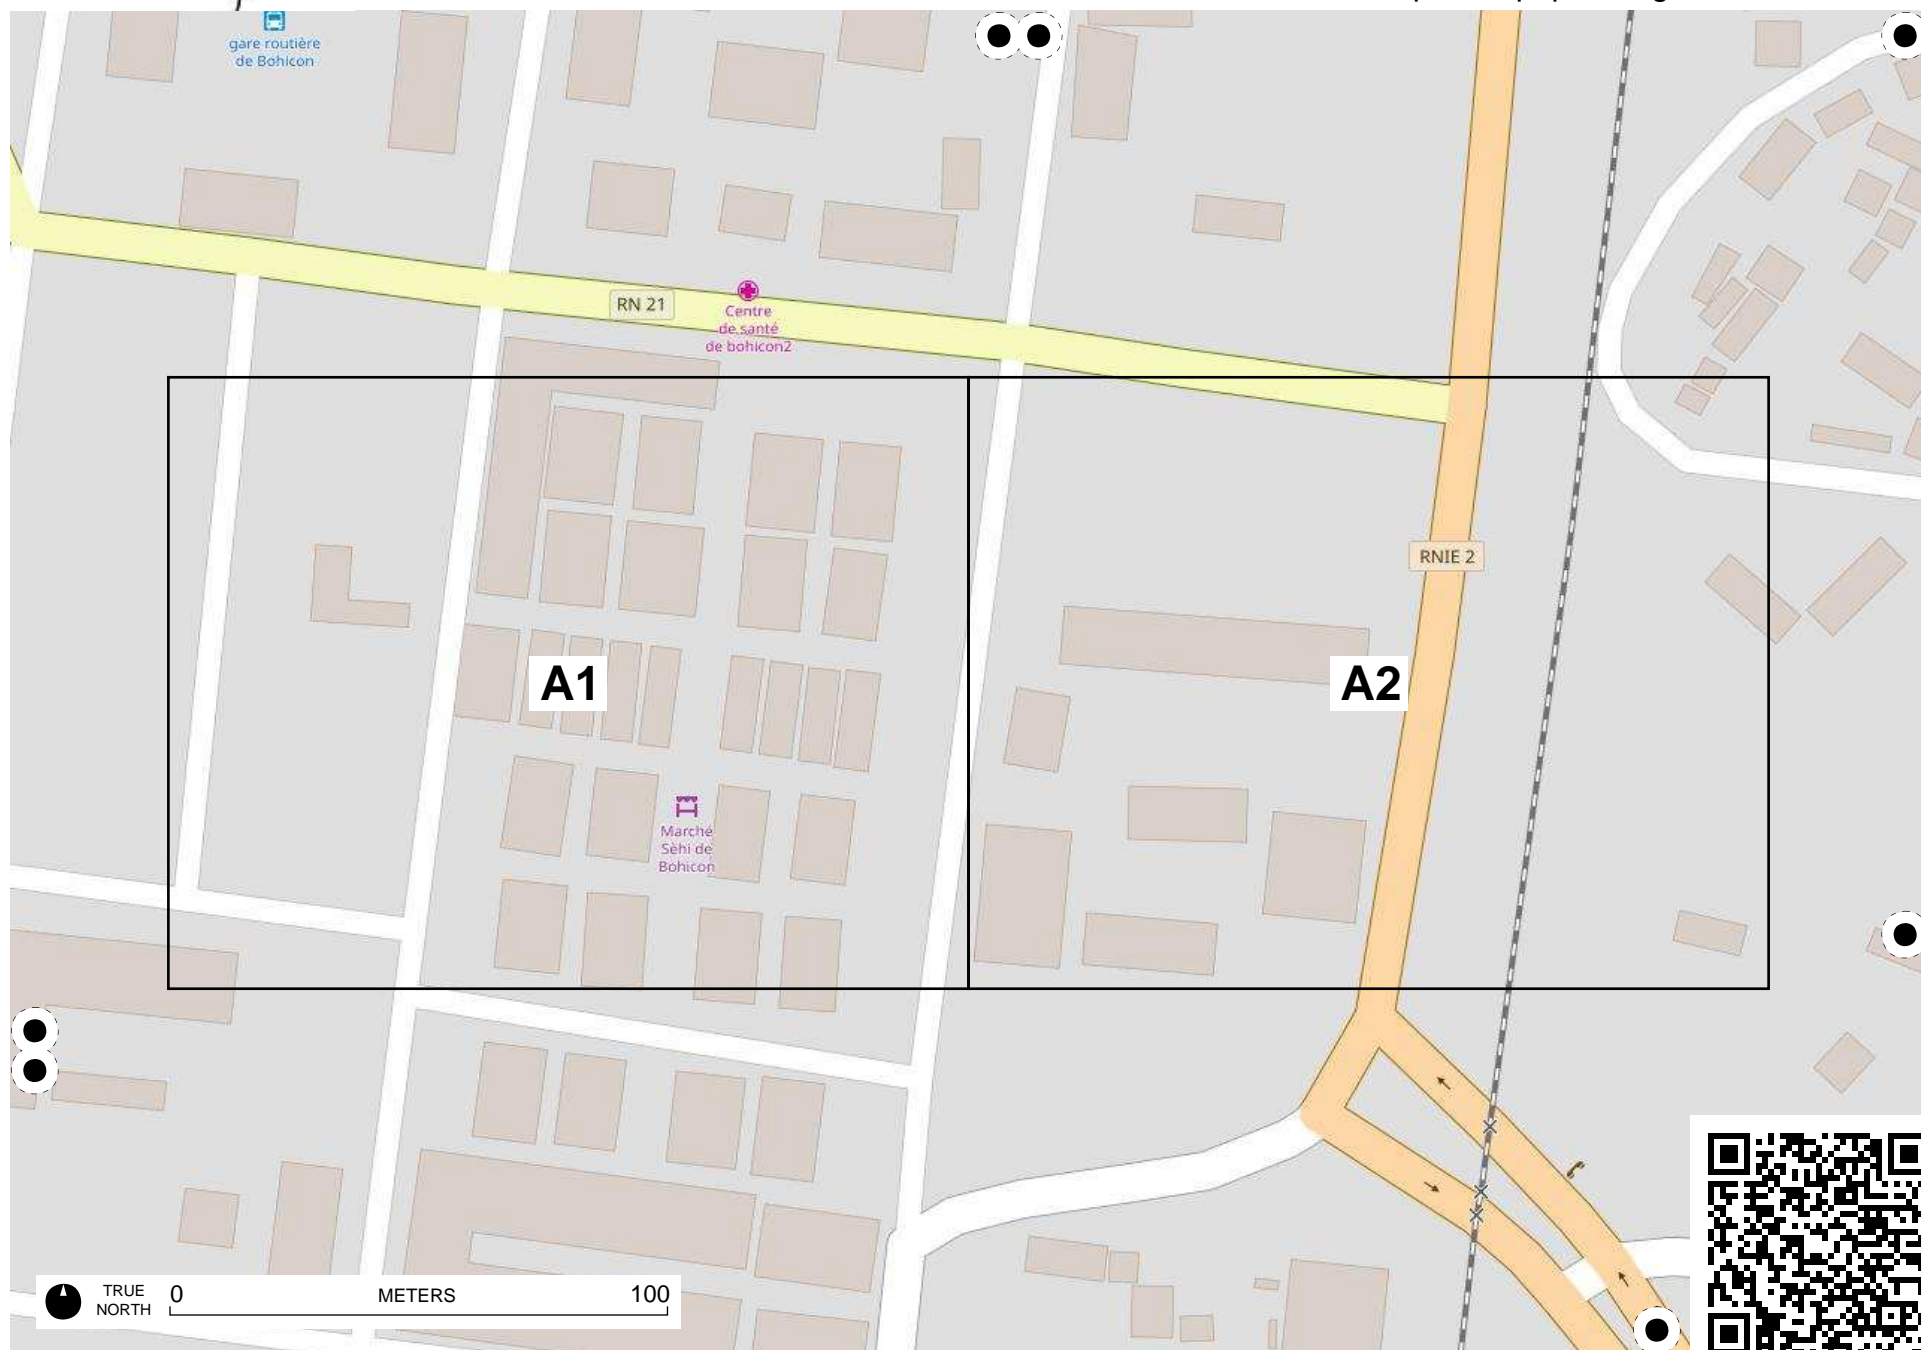 gare routière
de Bohicon
RN 21
Centre
de santé
de bohicon2
RNIE 2
A1
A2
Marché
Sèhi de
Bohicon
TRUE
NORTH
0
METERS
100